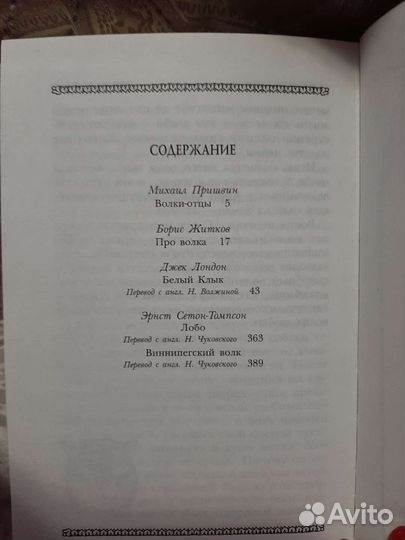 СОДЕРЖАНИЕ
Михаил Пришвин
Волки-отцы 5
Борис Житков
Про волка 17
Джек Лондон
Белый Клык
Перевод с англ. Н. Волжиной 43
Эрнст Сетон-Томпсон
Лобо
Перевод с англ. Н. Чуковского 363
Виннипегский волк
Перевод с англ. Н. Чуковского 389
Avito